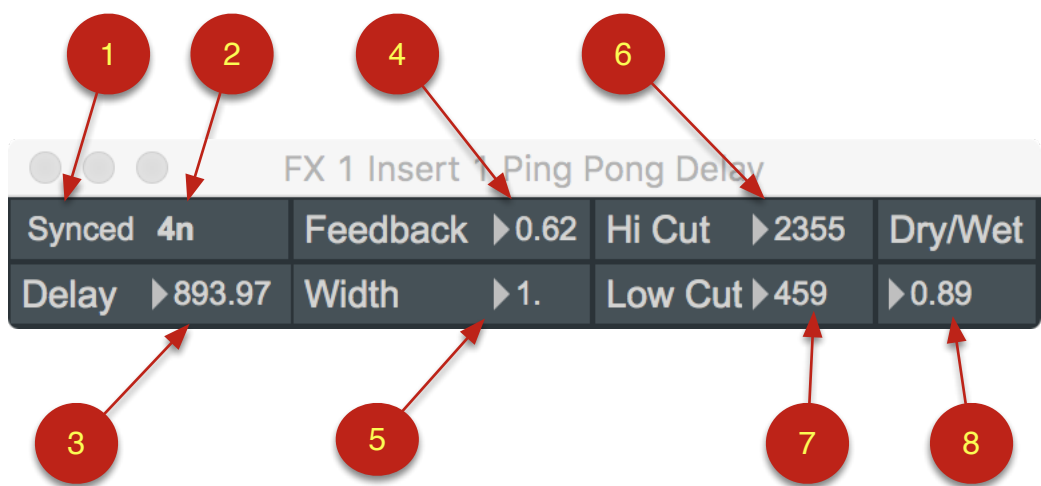 1 2 4 6
FX 1 Insert 1 Ping Pong Delay
Synced 4n Feedback 0.62 Hi Cut 2355 Dry/Wet
Delay 893.97 Width 1. Low Cut 459 0.89
3 5 7 8